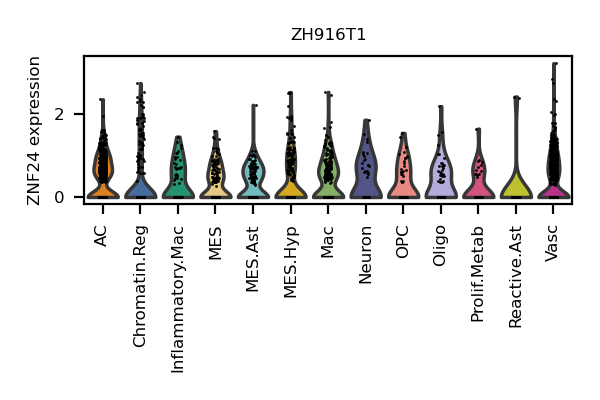 ZH916T1
ZNF24 expression
2
0
AC
Chromatin.Reg
Inflammatory.Mac
MES
MES.Ast
MES.Hyp
Mac
Neuron
OPC
Oligo
Prolif.Metab
Reactive.Ast
Vasc